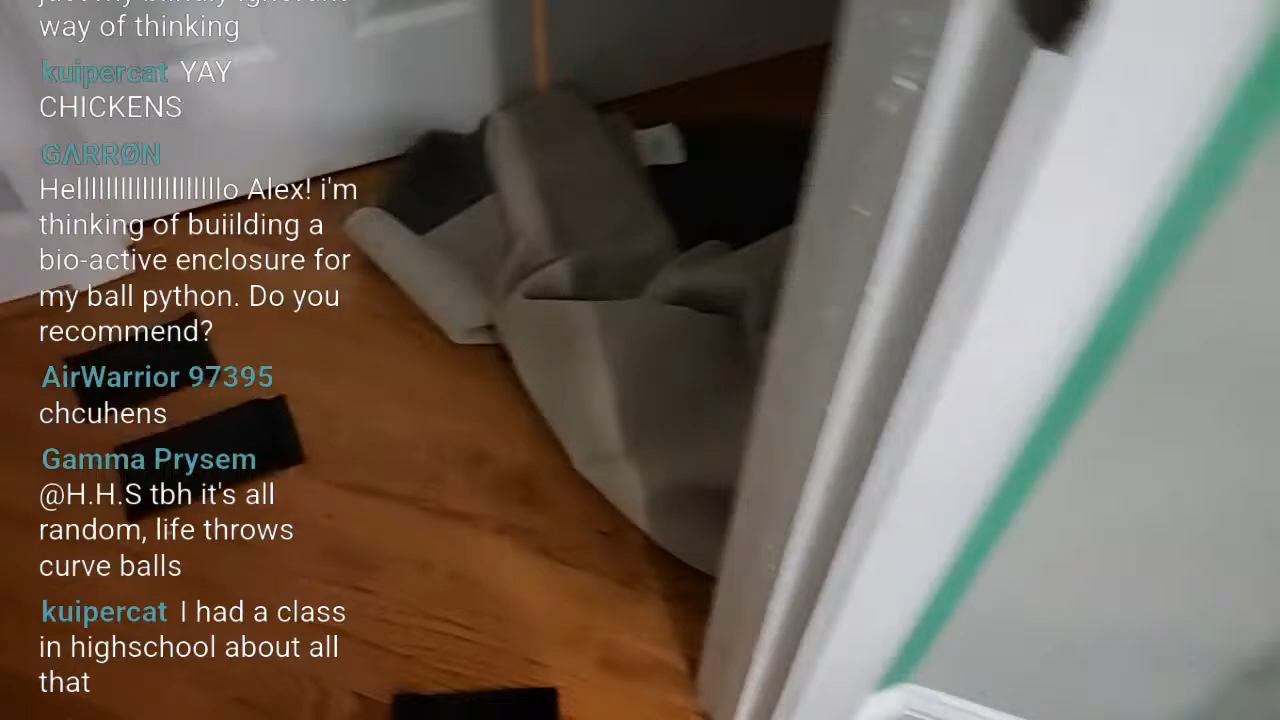 way of thinking
kuipercat YAY
CHICKENS
GΛRRØN
Helllllllllllllllllllo Alex! i'm
thinking of buiilding a
bio-active enclosure for
my ball python. Do you
recommend?
AirWarrior 97395
chcuhens
Gamma Prysem
@H.H.S tbh it's all
random, life throws
curve balls
kuipercat I had a class
in highschool about all
that